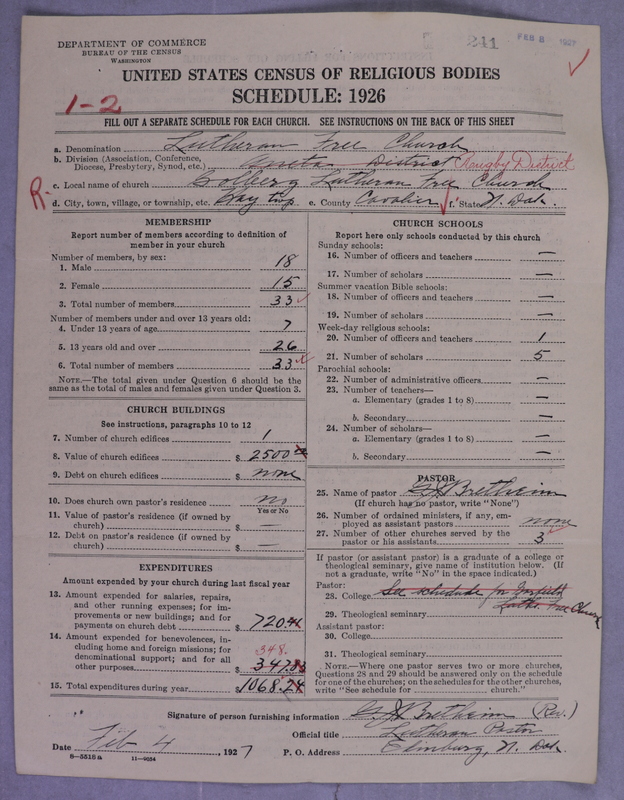 DEPARTMENT OF COMMERCE
BUREAU OF THE CENSUS
WASHINGTON
241 FEB 8 1927
UNITED STATES CENSUS OF RELIGIOUS BODIES
SCHEDULE: 1926
1-2
FILL OUT A SEPARATE SCHEDULE FOR EACH CHURCH. SEE INSTRUCTIONS ON THE BACK OF THIS SHEET
a. Denomination Lutheran Free Church
b. Division (Association, Conference, Diocese, Presbytery, Synod, etc.) District Rugby District
c. Local name of church Lutheran Free Church
R.
d. City, town, village, or township, etc. Gray twp e. County Cavalier f. State N. Dak.
MEMBERSHIP
Report number of members according to definition of member in your church
Number of members, by sex:
1. Male 18
2. Female 15
3. Total number of members 33
Number of members under and over 13 years old:
4. Under 13 years of age 7
5. 13 years old and over 26
6. Total number of members 33
NOTE.—The total given under Question 6 should be the same as the total of males and females given under Question 3.
CHURCH BUILDINGS
See instructions, paragraphs 10 to 12
7. Number of church edifices 1
8. Value of church edifices $ 2500
9. Debt on church edifices $ none
10. Does church own pastor's residence no
Yes or No
11. Value of pastor's residence (if owned by church) $ —
12. Debt on pastor's residence (if owned by church) $ —
EXPENDITURES
Amount expended by your church during last fiscal year
13. Amount expended for salaries, repairs, and other running expenses; for improvements or new buildings; and for payments on church debt $ 720
14. Amount expended for benevolences, including home and foreign missions; for denominational support; and for all other purposes 348. $ 347.83
15. Total expenditures during year $ 1068.24
CHURCH SCHOOLS
Report here only schools conducted by this church
Sunday schools:
16. Number of officers and teachers —
17. Number of scholars —
Summer vacation Bible schools:
18. Number of officers and teachers —
19. Number of scholars —
Week-day religious schools:
20. Number of officers and teachers 1
21. Number of scholars 5
Parochial schools:
22. Number of administrative officers —
23. Number of teachers—
a. Elementary (grades 1 to 8) —
b. Secondary —
24. Number of scholars—
a. Elementary (grades 1 to 8) —
b. Secondary —
PASTOR
25. Name of pastor G. J. Bretheim
(If church has no pastor, write "None")
26. Number of ordained ministers, if any, employed as assistant pastors none
27. Number of other churches served by the pastor or his assistants 3
If pastor (or assistant pastor) is a graduate of a college or theological seminary, give name of institution below. (If not a graduate, write "No" in the space indicated.)
Pastor:
28. College See schedule for Garfield
29. Theological seminary Luth. Free Church
Assistant pastor:
30. College
31. Theological seminary
NOTE.—Where one pastor serves two or more churches, Questions 28 and 29 should be answered only on the schedule for one of the churches; on the schedules for the other churches, write "See schedule for ........ church."
Signature of person furnishing information G. J. Bretheim (Rev.)
Official title Lutheran Pastor
Date Feb 4, 1927 P. O. Address Edinburg, N. Dak.
8—5518 a 11—9054